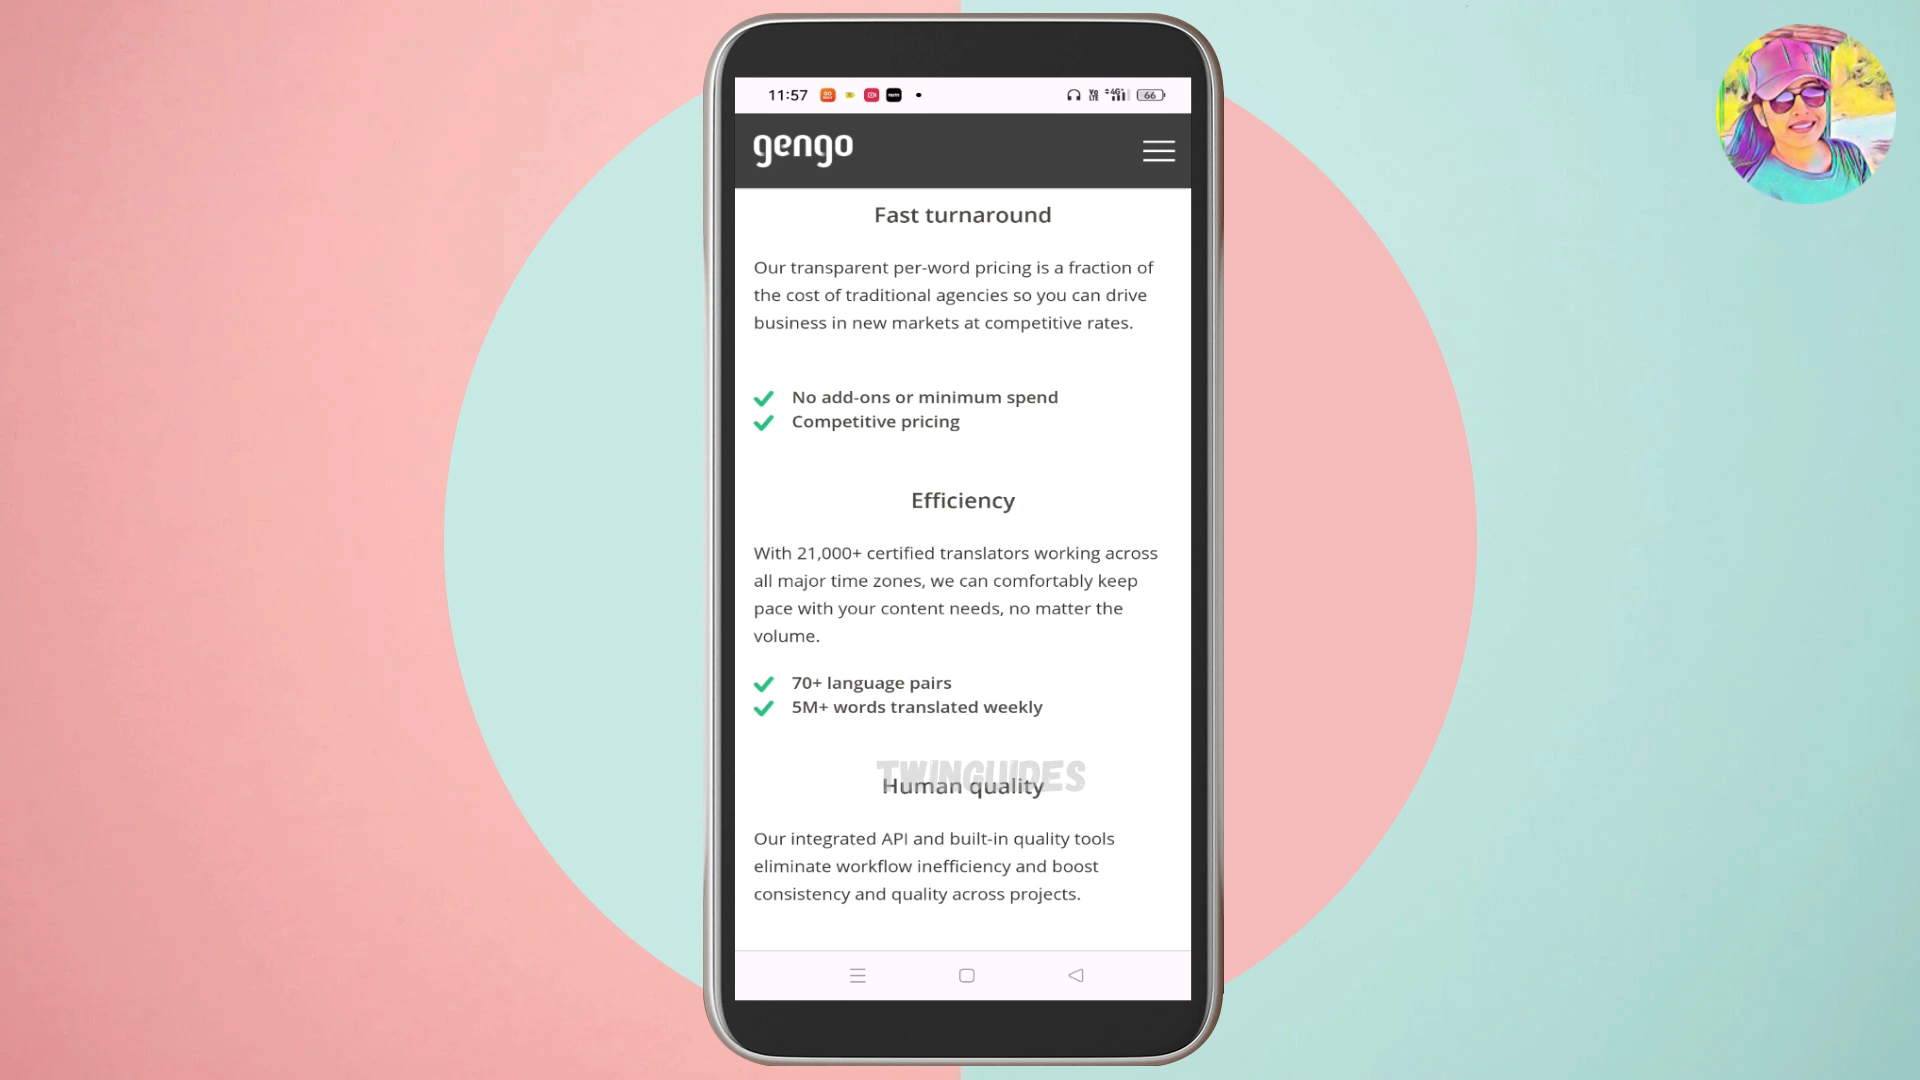 11:57
66
gengo
Fast turnaround
Our transparent per-word pricing is a fraction of
the cost of traditional agencies so you can drive
business in new markets at competitive rates.
No add-ons or minimum spend
Competitive pricing
Efficiency
With 21,000+ certified translators working across
all major time zones, we can comfortably keep
pace with your content needs, no matter the
volume.
70+ language pairs
5M+ words translated weekly
TWINGUIDES
Human quality
Our integrated API and built-in quality tools
eliminate workflow inefficiency and boost
consistency and quality across projects.